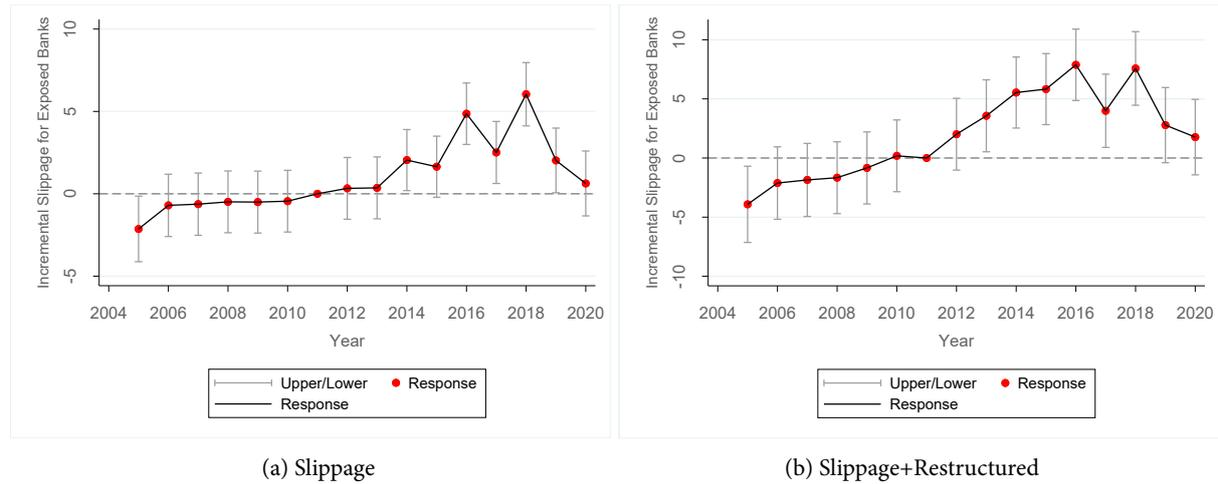 Incremental Slippage for Exposed Banks
10
5
0
-5
2004 2006 2008 2010 2012 2014 2016 2018 2020
Year
Upper/Lower Response
Response
(a) Slippage
Incremental Slippage for Exposed Banks
10
5
0
-5
-10
2004 2006 2008 2010 2012 2014 2016 2018 2020
Year
Upper/Lower Response
Response
(b) Slippage+Restructured